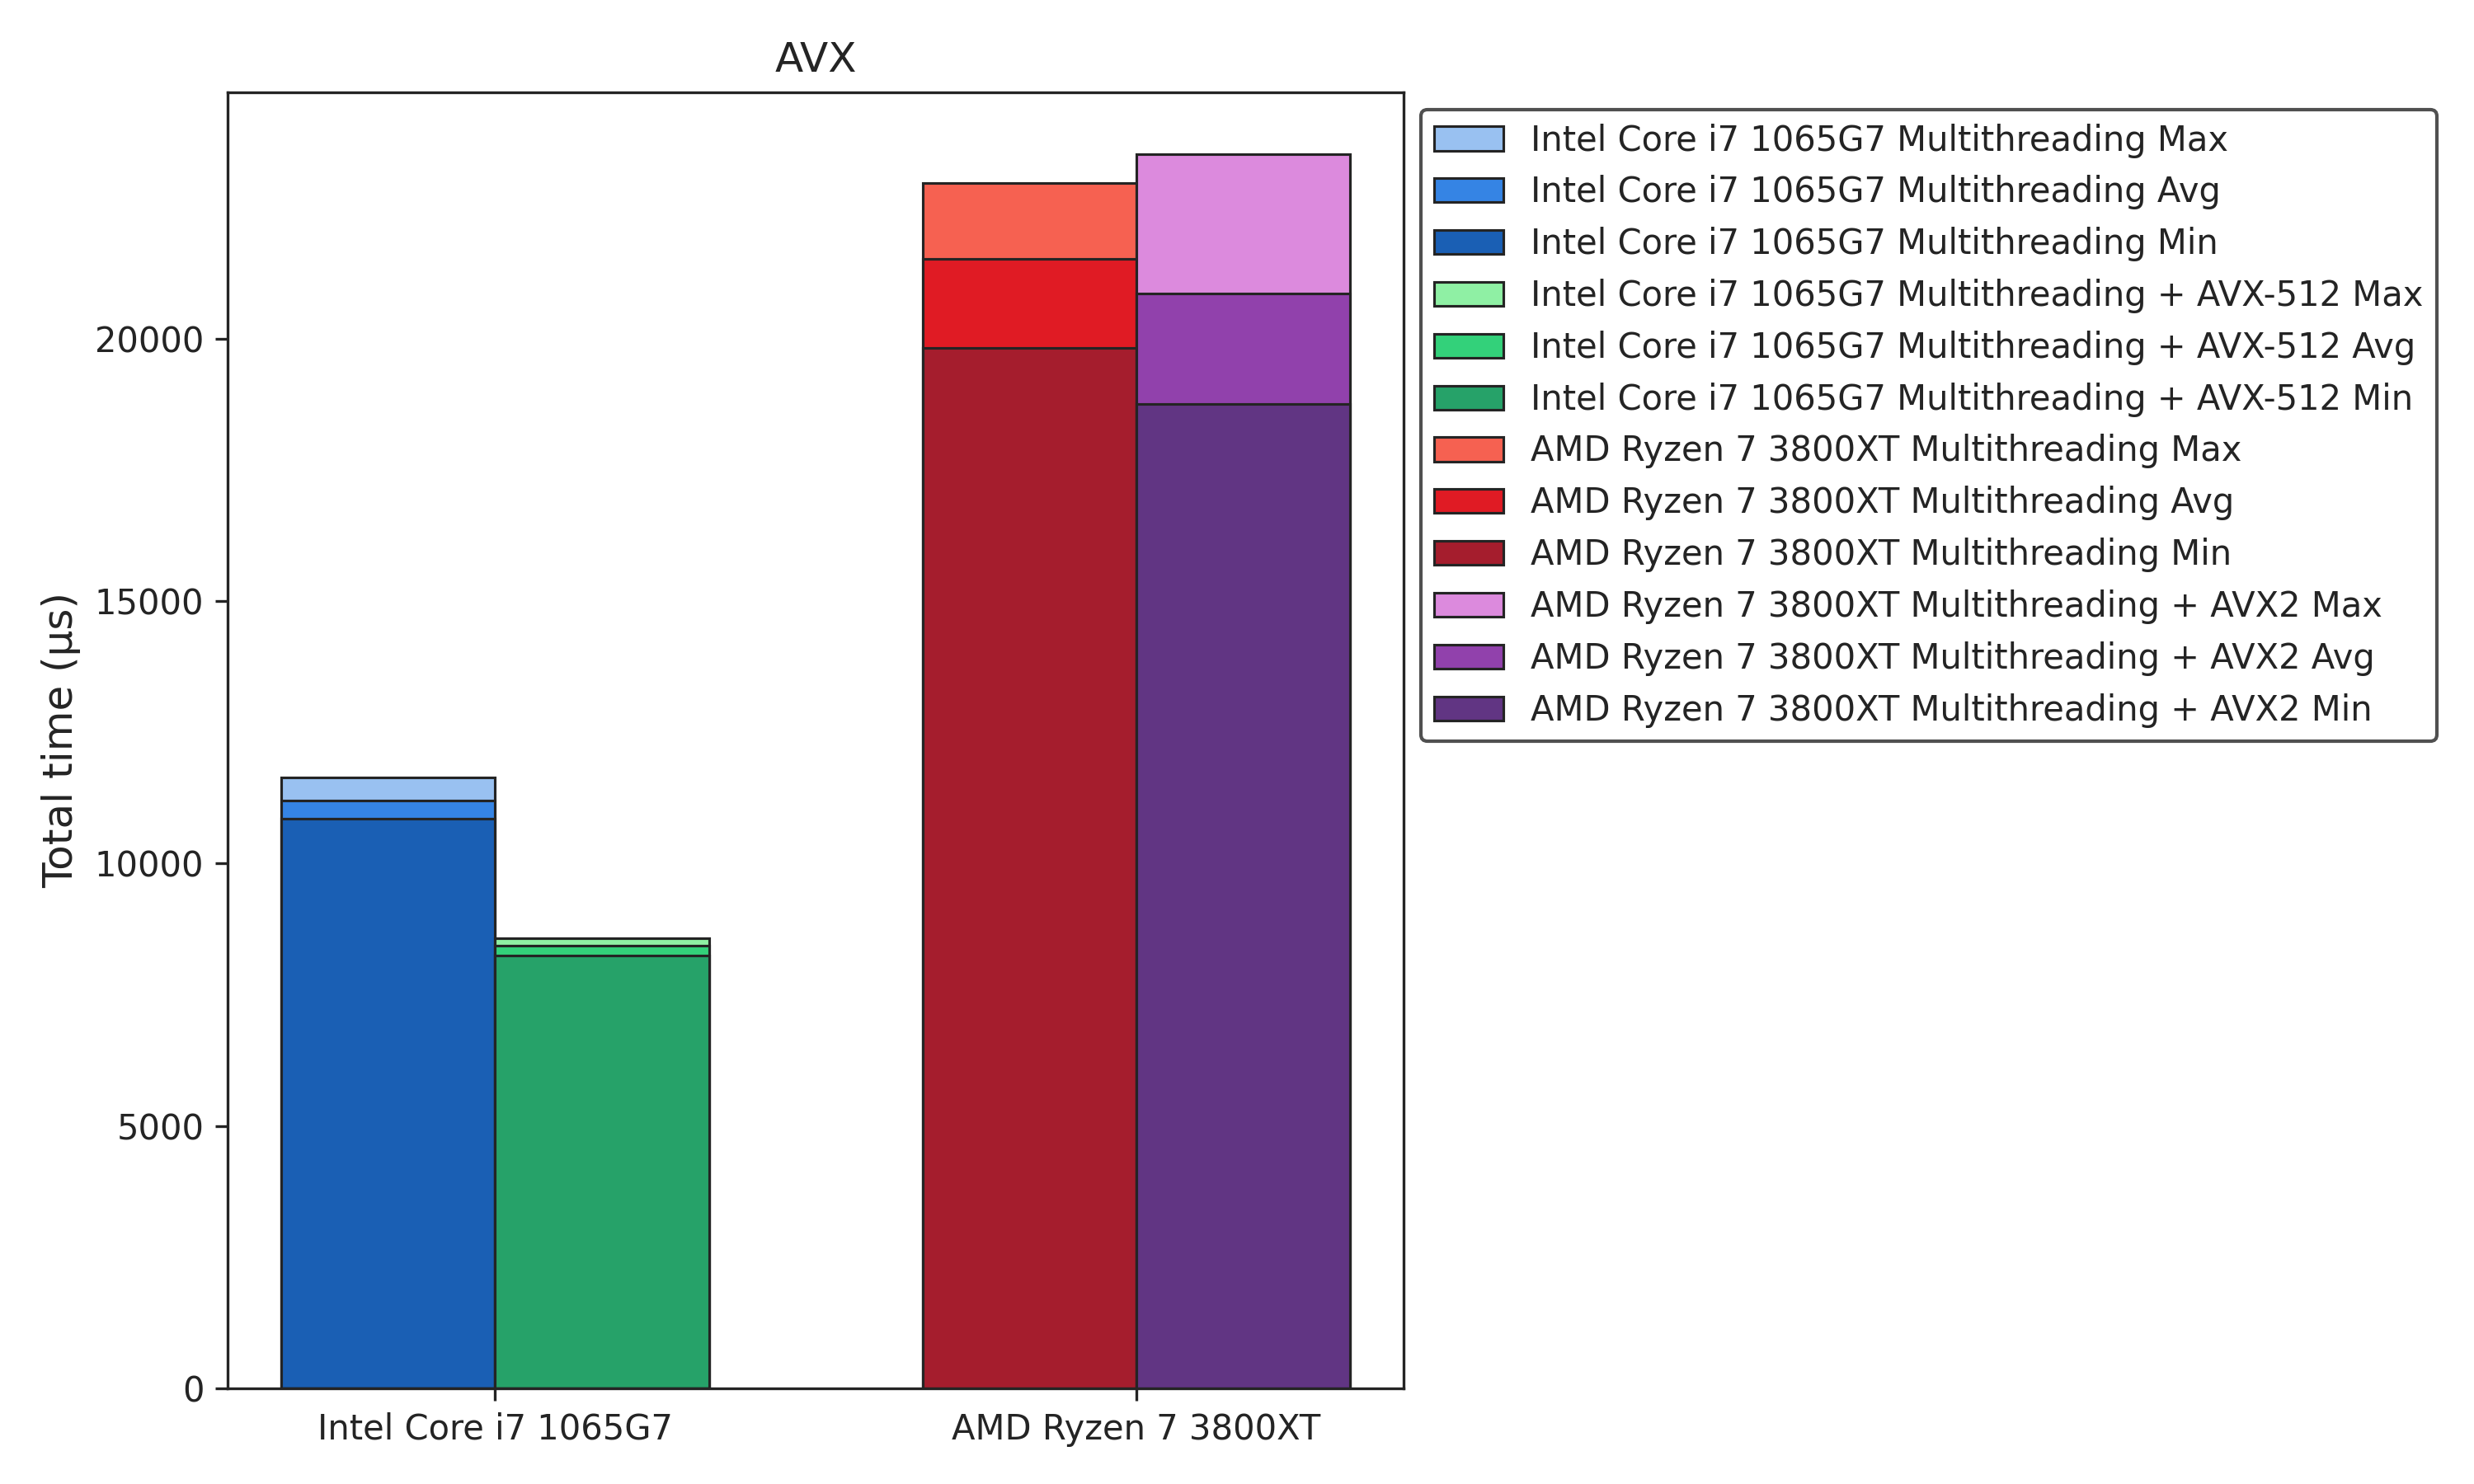 AVX
Total time (µs)
20000
15000
10000
5000
0
Intel Core i7 1065G7
AMD Ryzen 7 3800XT
Intel Core i7 1065G7 Multithreading Max
Intel Core i7 1065G7 Multithreading Avg
Intel Core i7 1065G7 Multithreading Min
Intel Core i7 1065G7 Multithreading + AVX-512 Max
Intel Core i7 1065G7 Multithreading + AVX-512 Avg
Intel Core i7 1065G7 Multithreading + AVX-512 Min
AMD Ryzen 7 3800XT Multithreading Max
AMD Ryzen 7 3800XT Multithreading Avg
AMD Ryzen 7 3800XT Multithreading Min
AMD Ryzen 7 3800XT Multithreading + AVX2 Max
AMD Ryzen 7 3800XT Multithreading + AVX2 Avg
AMD Ryzen 7 3800XT Multithreading + AVX2 Min